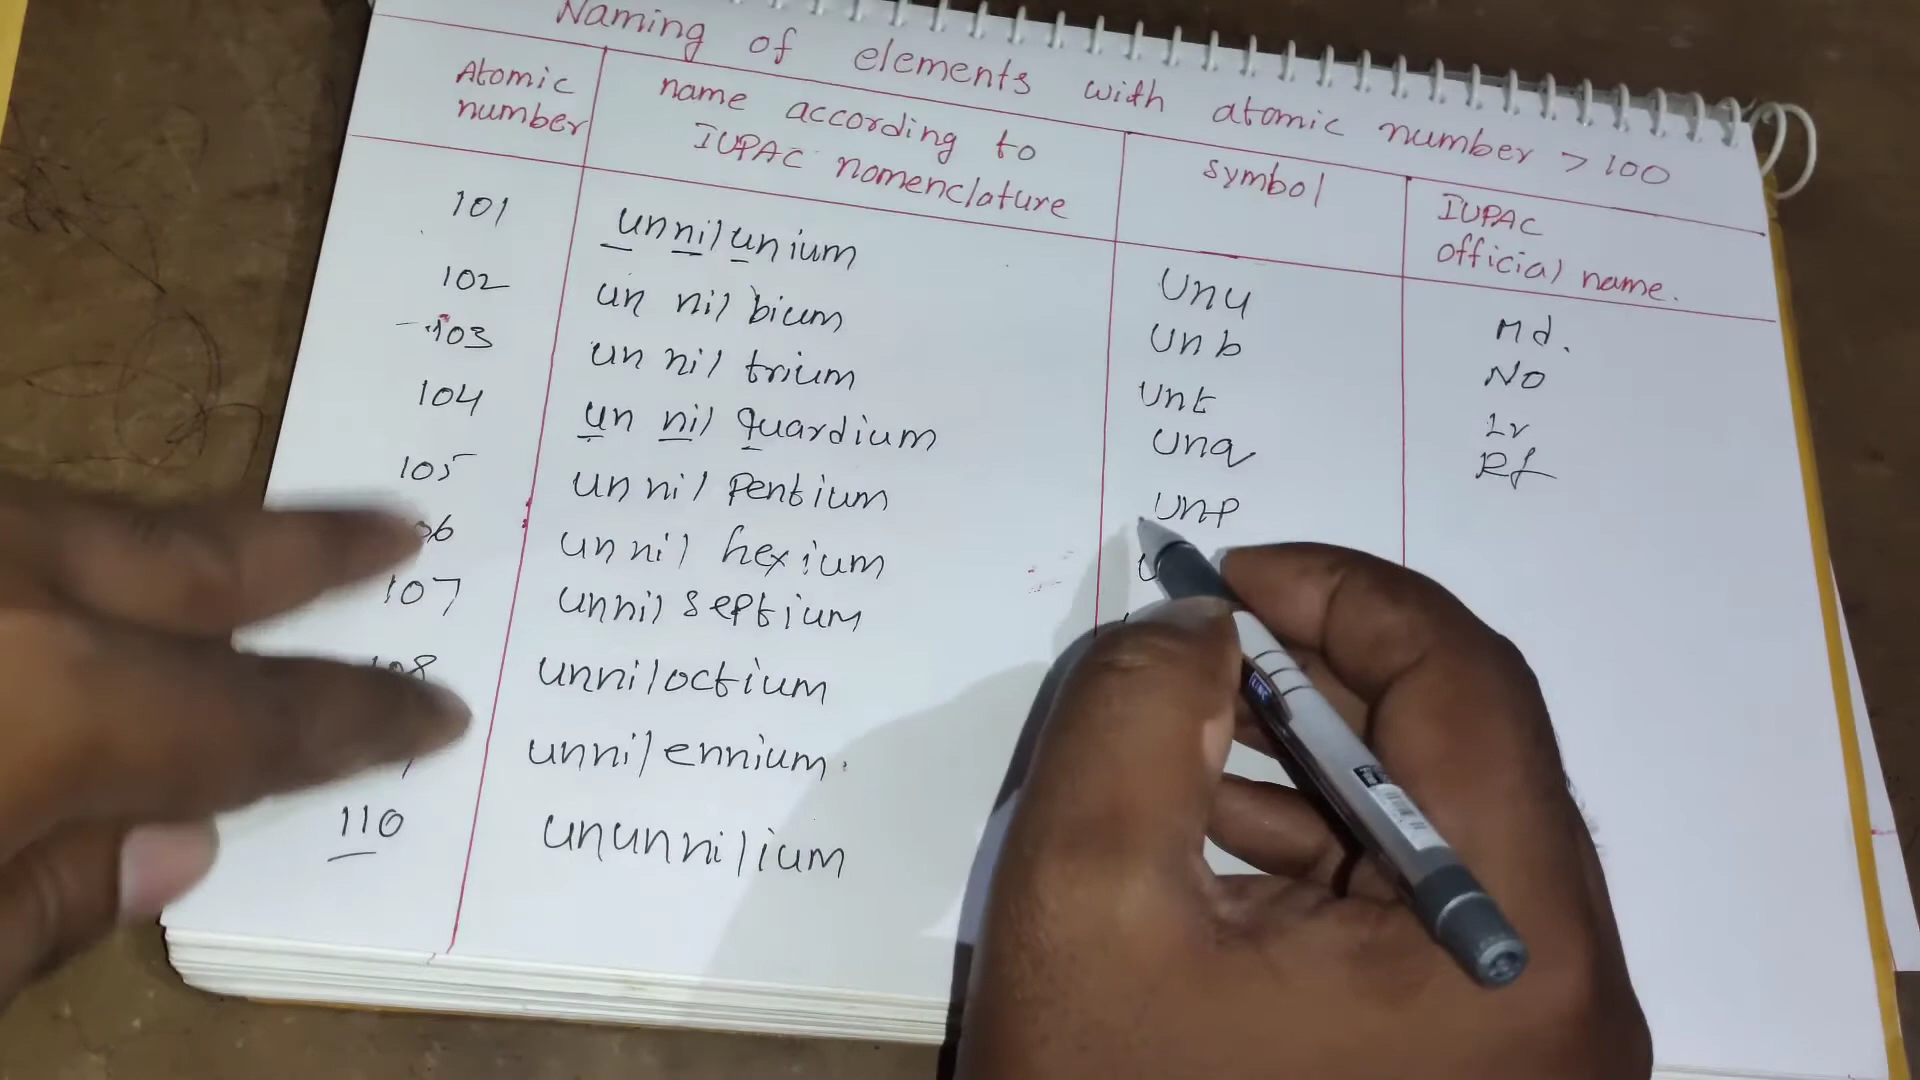 Naming of elements with atomic number > 100
Atomic number
name according to IUPAC nomenclature
symbol
IUPAC official name.
101 unnilunium Unu Md.
102 un nil bium Unb No
103 un nil trium Unt Lr
104 un nil quardium Unq Rf
105 un nil pentium Unp
06 un nil hexium U
107 unnil septium
108 unniloctium
unnilennium.
110 ununnilium